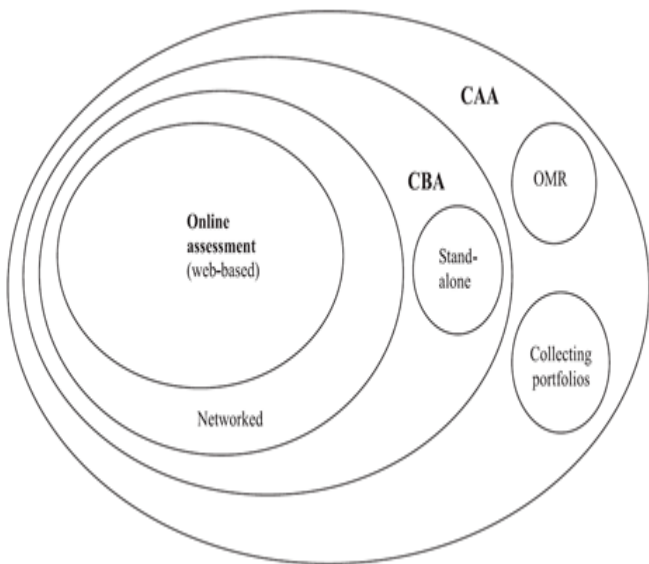 CAA
OMR
CBA
Online
assessment
(web-based)
Stand-
alone
Collecting
portfolios
Networked